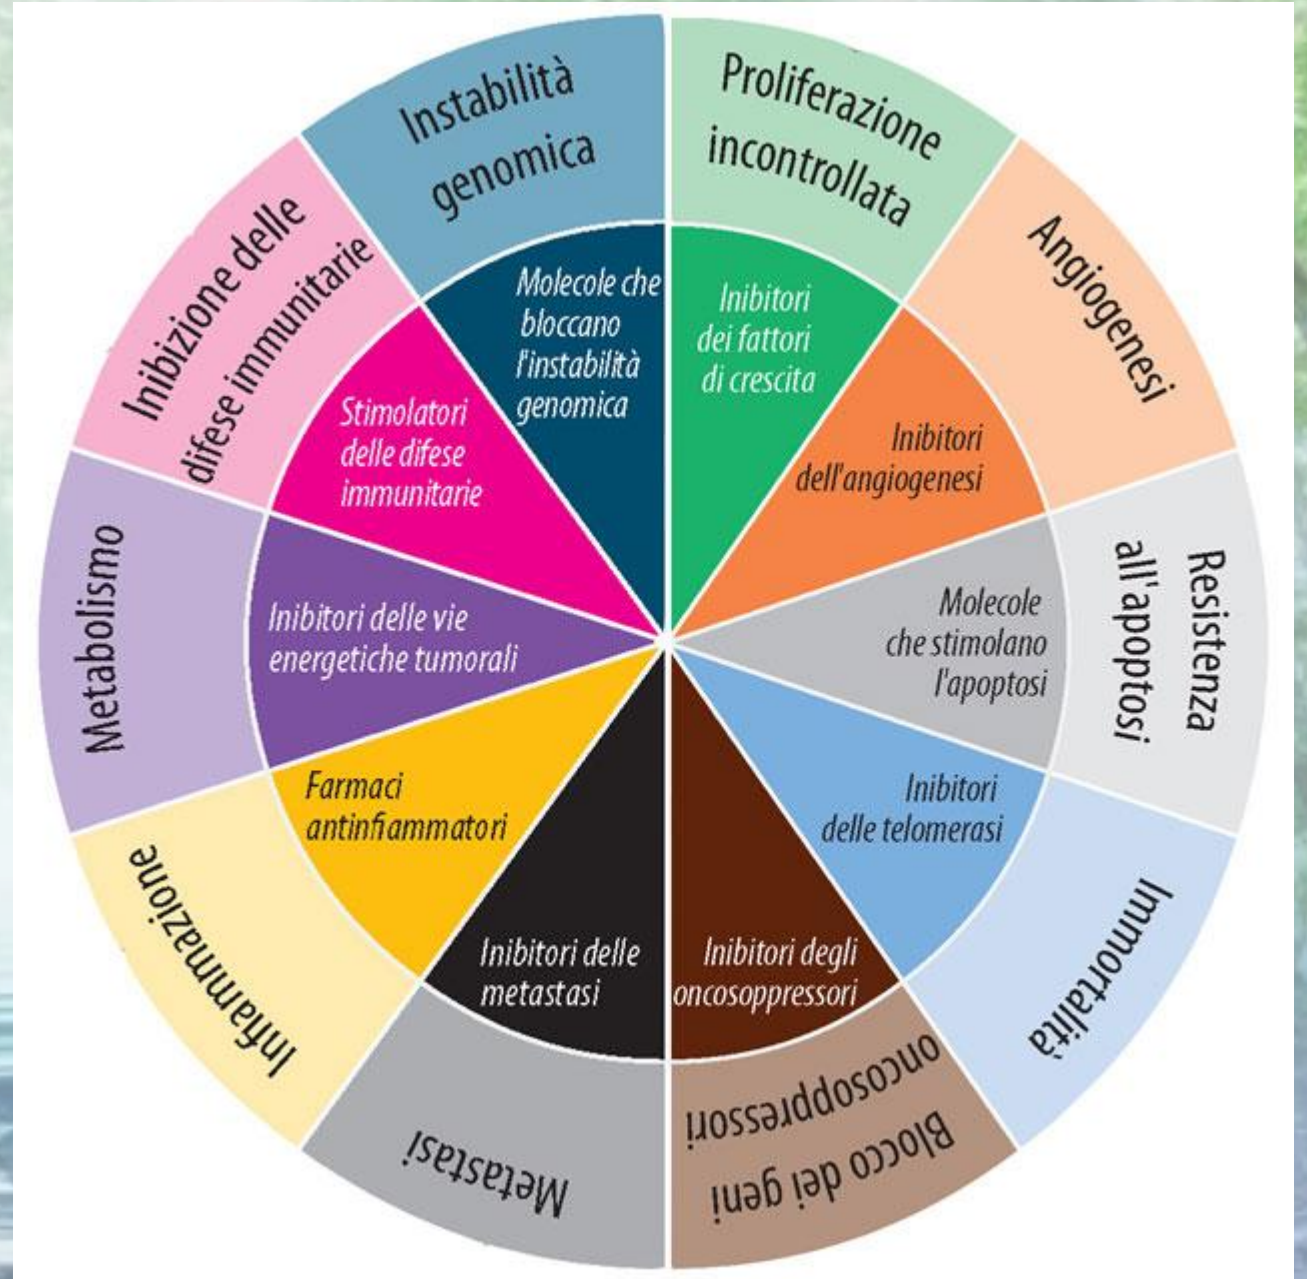 Instabilità
genomica
Proliferazione
incontrollata
Angiogenesi
Resistenza
all'apoptosi
Immortalità
Blocco dei geni
oncosoppressori
Metastasi
Infiammazione
Metabolismo
Inibizione delle
difese immunitarie
Molecole che
bloccano
l'instabilità
genomica
Inibitori
dei fattori
di crescita
Inibitori
dell'angiogenesi
Molecole
che stimolano
l'apoptosi
Inibitori
delle telomerasi
Inibitori degli
oncosoppressori
Inibitori delle
metastasi
Farmaci
antinfiammatori
Inibitori delle vie
energetiche tumorali
Stimolatori
delle difese
immunitarie